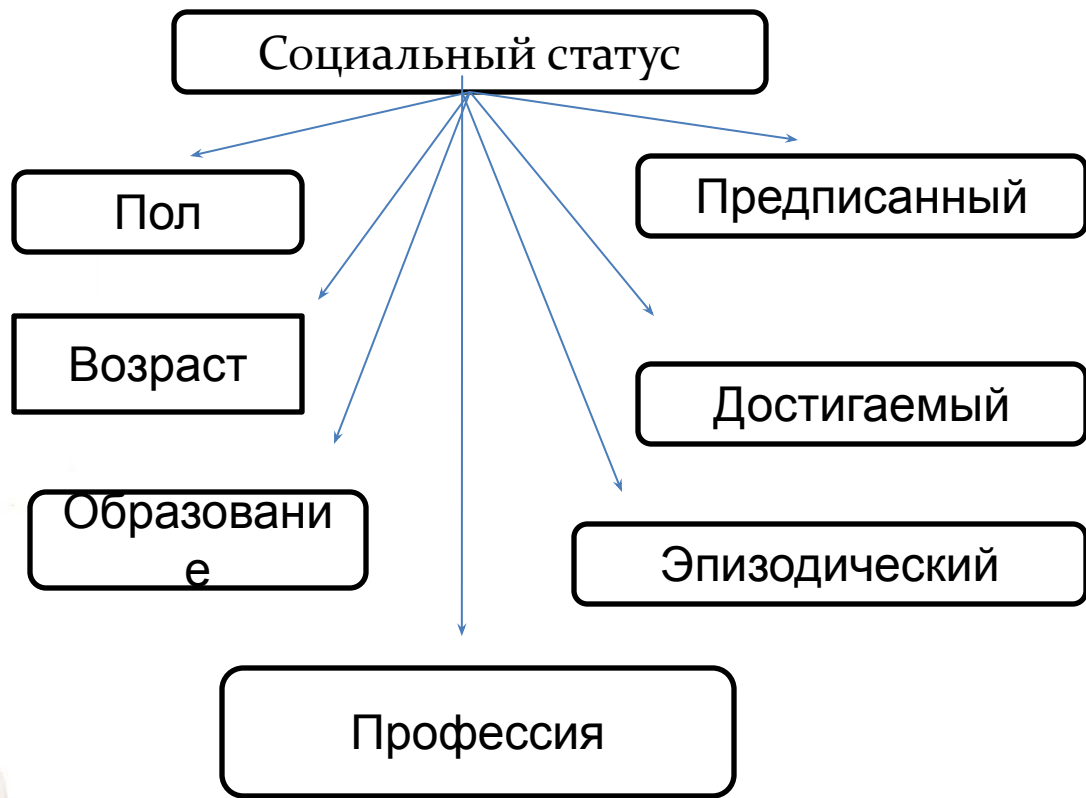 Социальный статус
Пол
Предписанный
Возраст
Достигаемый
Образовани
е
Эпизодический
Профессия